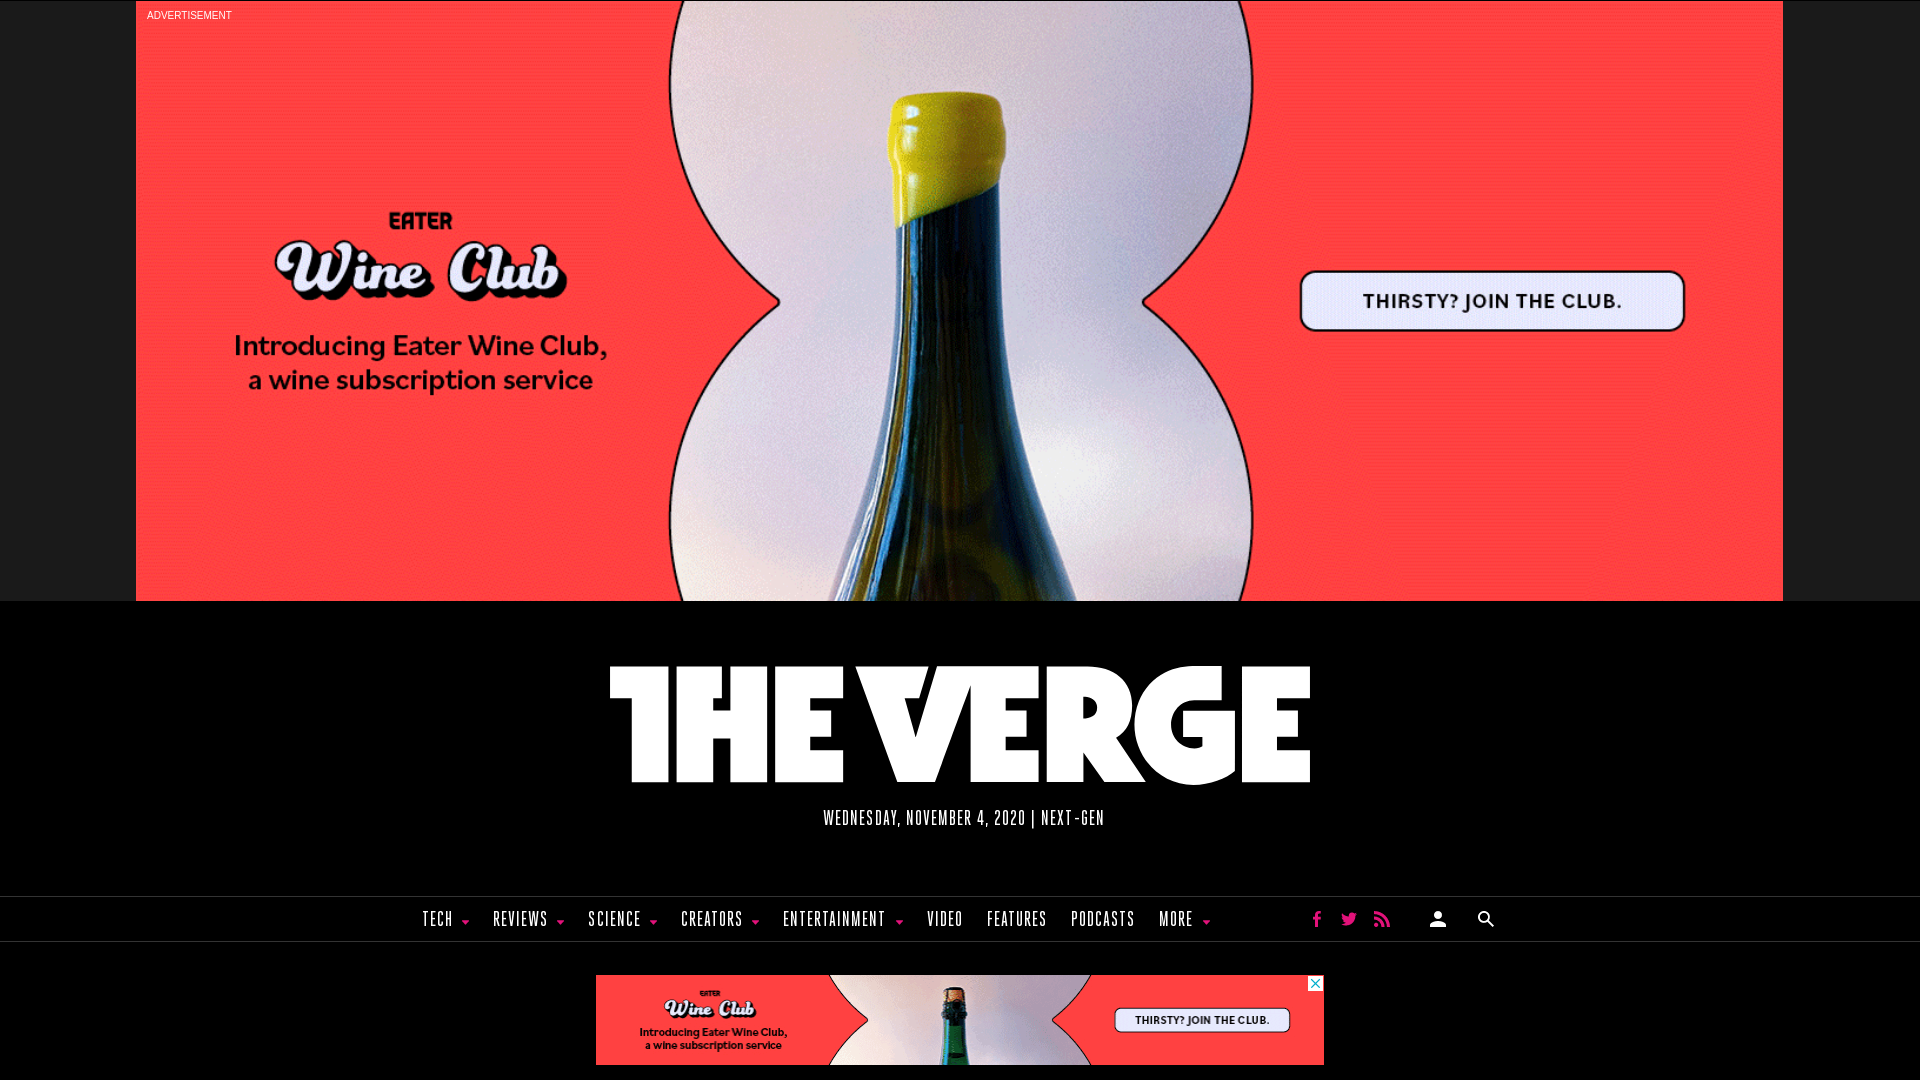 ADVERTISEMENT
EATER
Wine Club
Introducing Eater Wine Club,
a wine subscription service
THIRSTY? JOIN THE CLUB.
THE VERGE
WEDNESDAY, NOVEMBER 4, 2020 | NEXT-GEN
TECH REVIEWS SCIENCE CREATORS ENTERTAINMENT VIDEO FEATURES PODCASTS MORE
EATER
Wine Club
Introducing Eater Wine Club,
a wine subscription service
THIRSTY? JOIN THE CLUB.